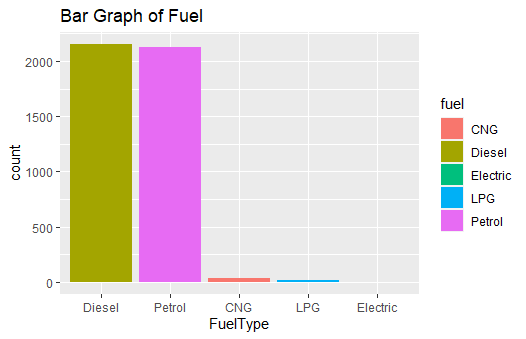 Bar Graph of Fuel
count
2000
1500
1000
500
0
Diesel
Petrol
CNG
LPG
Electric
FuelType
fuel
CNG
Diesel
Electric
LPG
Petrol